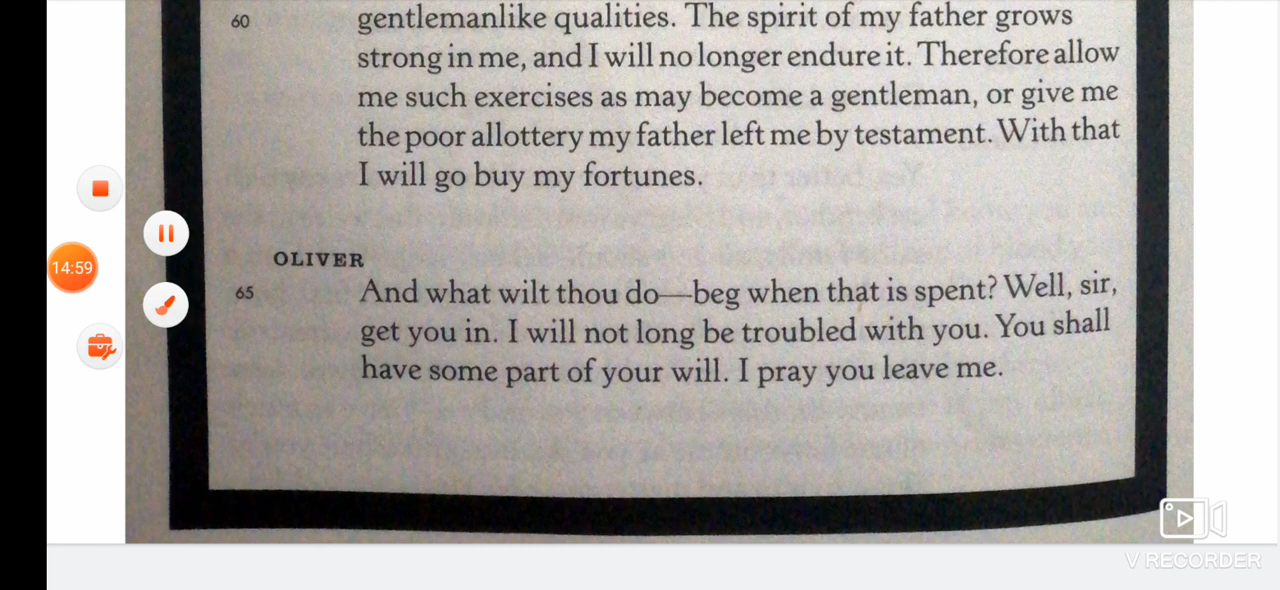 60 gentlemanlike qualities. The spirit of my father grows
strong in me, and I will no longer endure it. Therefore allow
me such exercises as may become a gentleman, or give me
the poor allottery my father left me by testament. With that
I will go buy my fortunes.
OLIVER
65 And what wilt thou do—beg when that is spent? Well, sir,
get you in. I will not long be troubled with you. You shall
have some part of your will. I pray you leave me.
14:59
V RECORDER